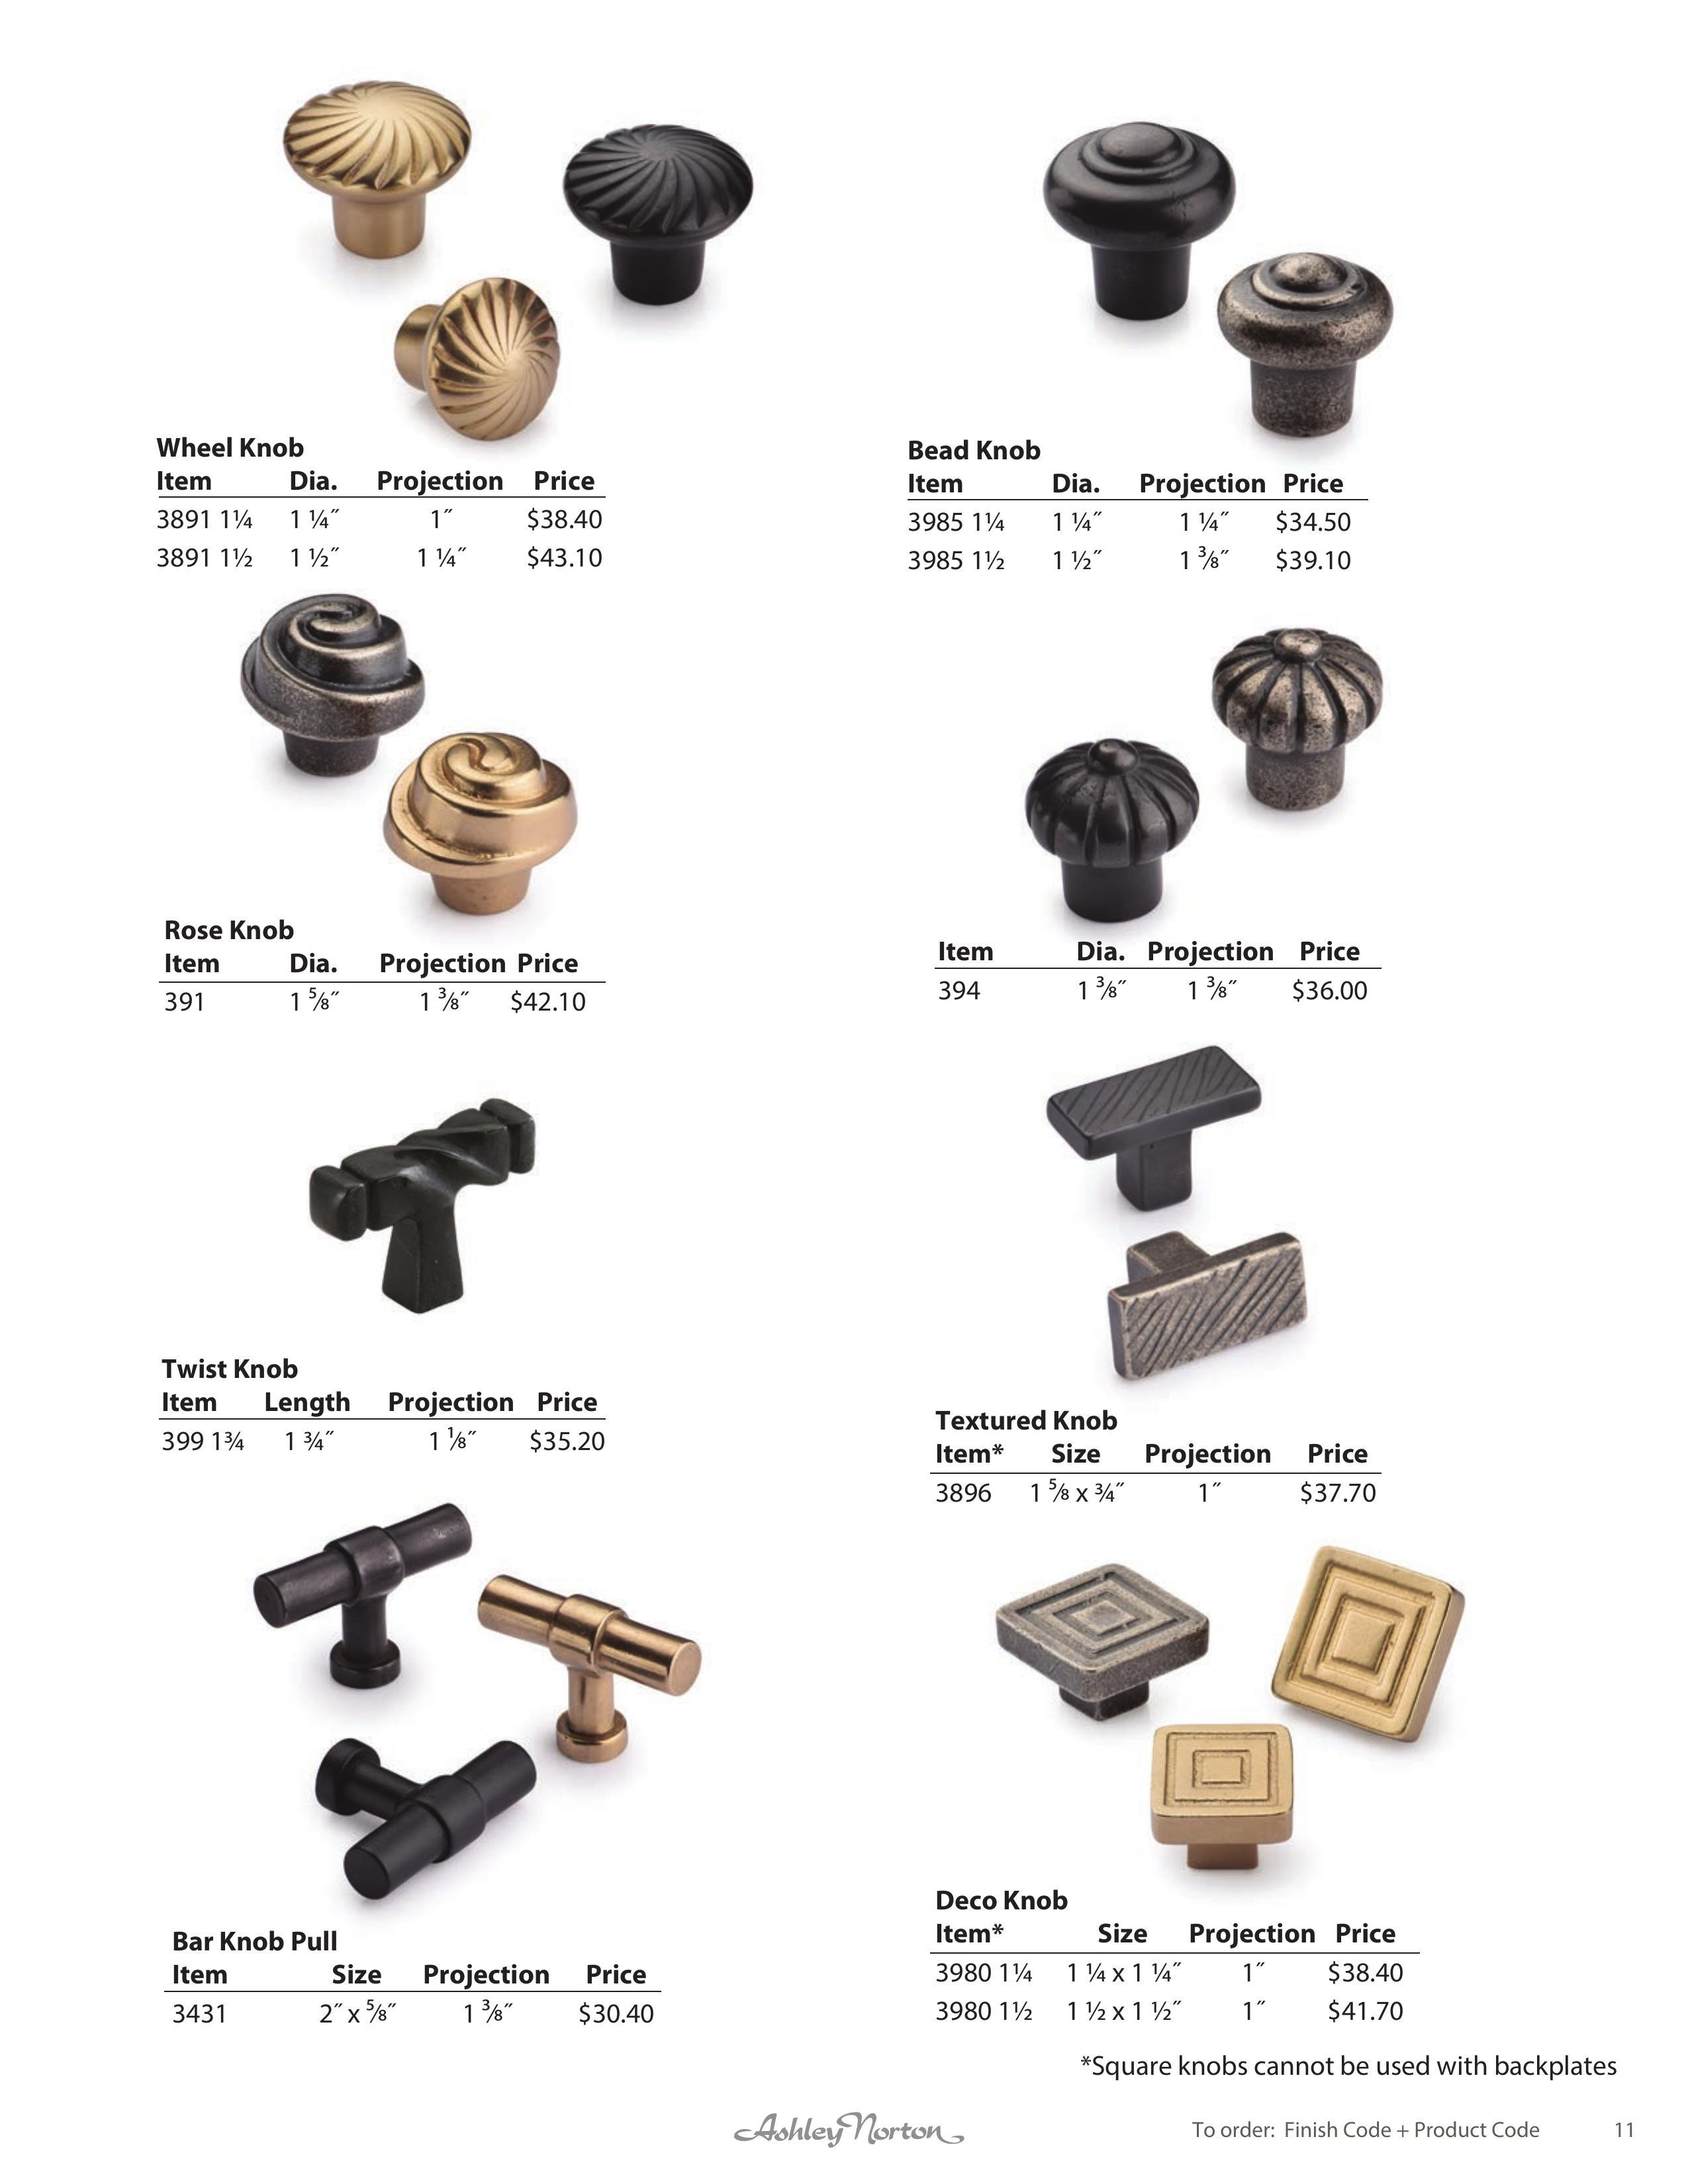 Wheel Knob
Item Dia. Projection Price
3891 1¼ 1 ¼˝ 1˝ $38.40
3891 1½ 1 ½˝ 1 ¼˝ $43.10
Bead Knob
Item Dia. Projection Price
3985 1¼ 1 ¼˝ 1 ¼˝ $34.50
3985 1½ 1 ½˝ 1 ⅜˝ $39.10
Rose Knob
Item Dia. Projection Price
391 1 ⅝˝ 1 ⅜˝ $42.10
Item Dia. Projection Price
394 1 ⅜˝ 1 ⅜˝ $36.00
Twist Knob
Item Length Projection Price
399 1¾ 1 ¾˝ 1 ⅛˝ $35.20
Textured Knob
Item* Size Projection Price
3896 1 ⅝ x ¾˝ 1˝ $37.70
Bar Knob Pull
Item Size Projection Price
3431 2˝ x ⅝˝ 1 ⅜˝ $30.40
Deco Knob
Item* Size Projection Price
3980 1¼ 1 ¼ x 1 ¼˝ 1˝ $38.40
3980 1½ 1 ½ x 1 ½˝ 1˝ $41.70
*Square knobs cannot be used with backplates
Ashley Norton
To order: Finish Code + Product Code 11